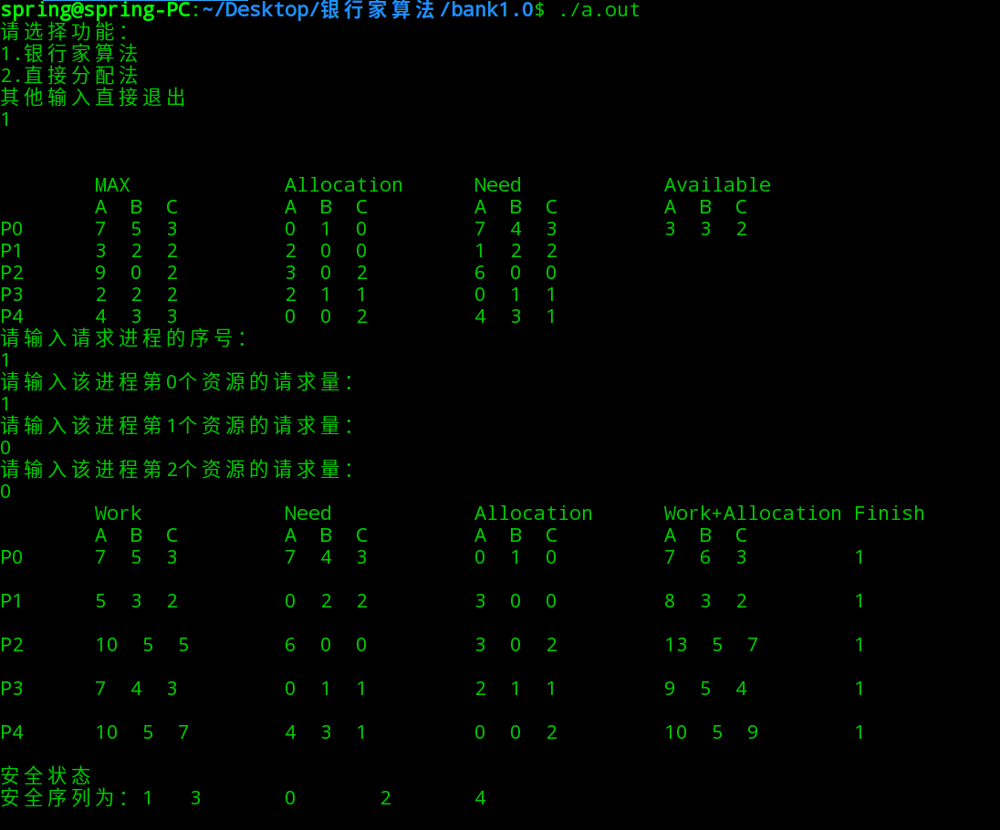 spring@spring-PC:~/Desktop/银行家算法/bank1.0$ ./a.out
请选择功能：
1.银行家算法
2.直接分配法
其他输入直接退出
1
MAX Allocation Need Available
A B C A B C A B C A B C
P0 7 5 3 0 1 0 7 4 3 3 3 2
P1 3 2 2 2 0 0 1 2 2
P2 9 0 2 3 0 2 6 0 0
P3 2 2 2 2 1 1 0 1 1
P4 4 3 3 0 0 2 4 3 1
请输入请求进程的序号：
1
请输入该进程第0个资源的请求量：
1
请输入该进程第1个资源的请求量：
0
请输入该进程第2个资源的请求量：
0
Work Need Allocation Work+Allocation Finish
A B C A B C A B C A B C
P0 7 5 3 7 4 3 0 1 0 7 6 3 1
P1 5 3 2 0 2 2 3 0 0 8 3 2 1
P2 10 5 5 6 0 0 3 0 2 13 5 7 1
P3 7 4 3 0 1 1 2 1 1 9 5 4 1
P4 10 5 7 4 3 1 0 0 2 10 5 9 1
安全状态
安全序列为：1 3 0 2 4